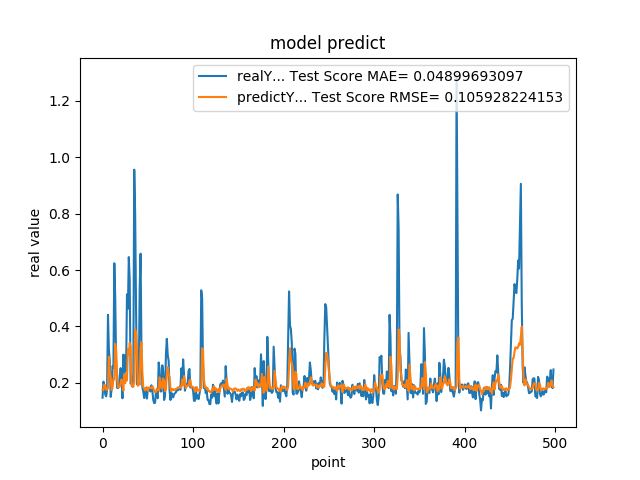 model predict
realY... Test Score MAE= 0.04899693097
predictY... Test Score RMSE= 0.105928224153
1.2
1.0
0.8
0.6
0.4
0.2
real value
0 100 200 300 400 500
point